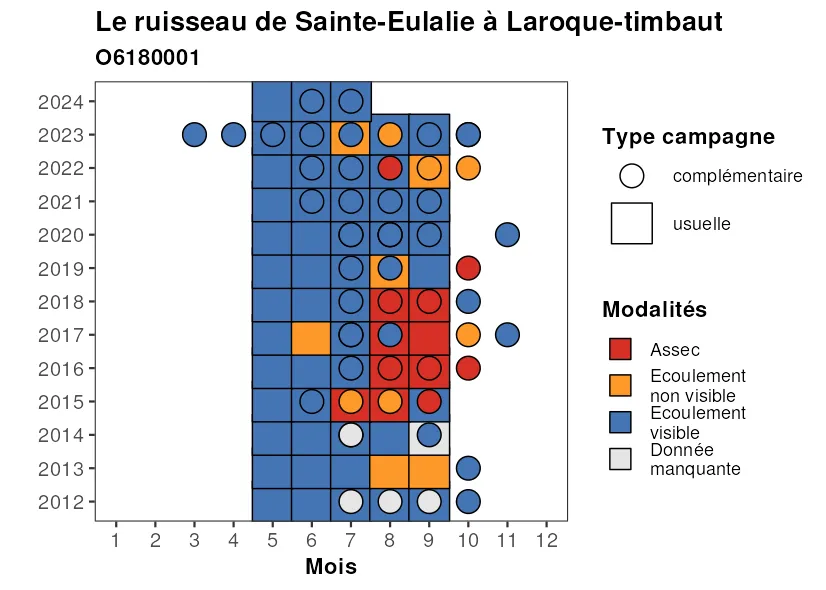 Le ruisseau de Sainte-Eulalie à Laroque-timbaut
O6180001
2024
2023
2022
2021
2020
2019
2018
2017
2016
2015
2014
2013
2012
1 2 3 4 5 6 7 8 9 10 11 12
Mois
Type campagne
complémentaire
usuelle
Modalités
Assec
Ecoulement
non visible
Ecoulement
visible
Donnée
manquante